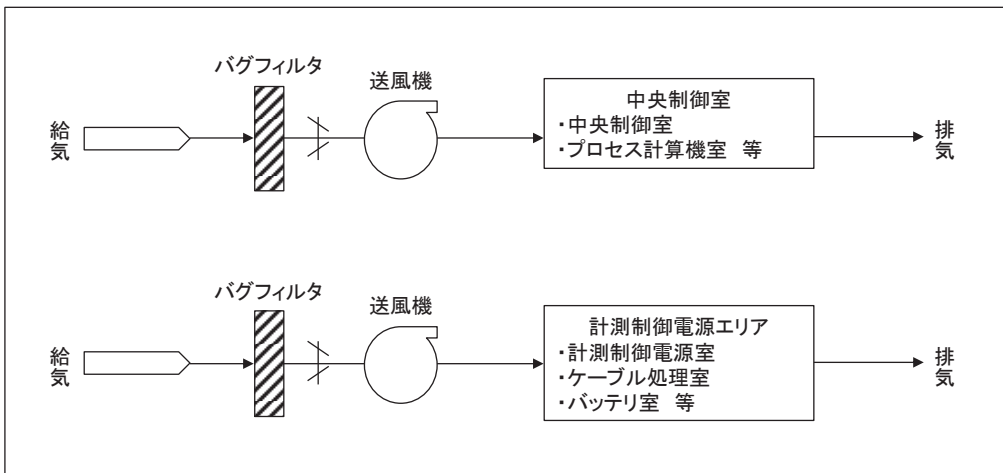 バグフィルタ
送風機
給気
中央制御室
・中央制御室
・プロセス計算機室　等
排気
バグフィルタ
送風機
給気
計測制御電源エリア
・計測制御電源室
・ケーブル処理室
・バッテリ室　等
排気